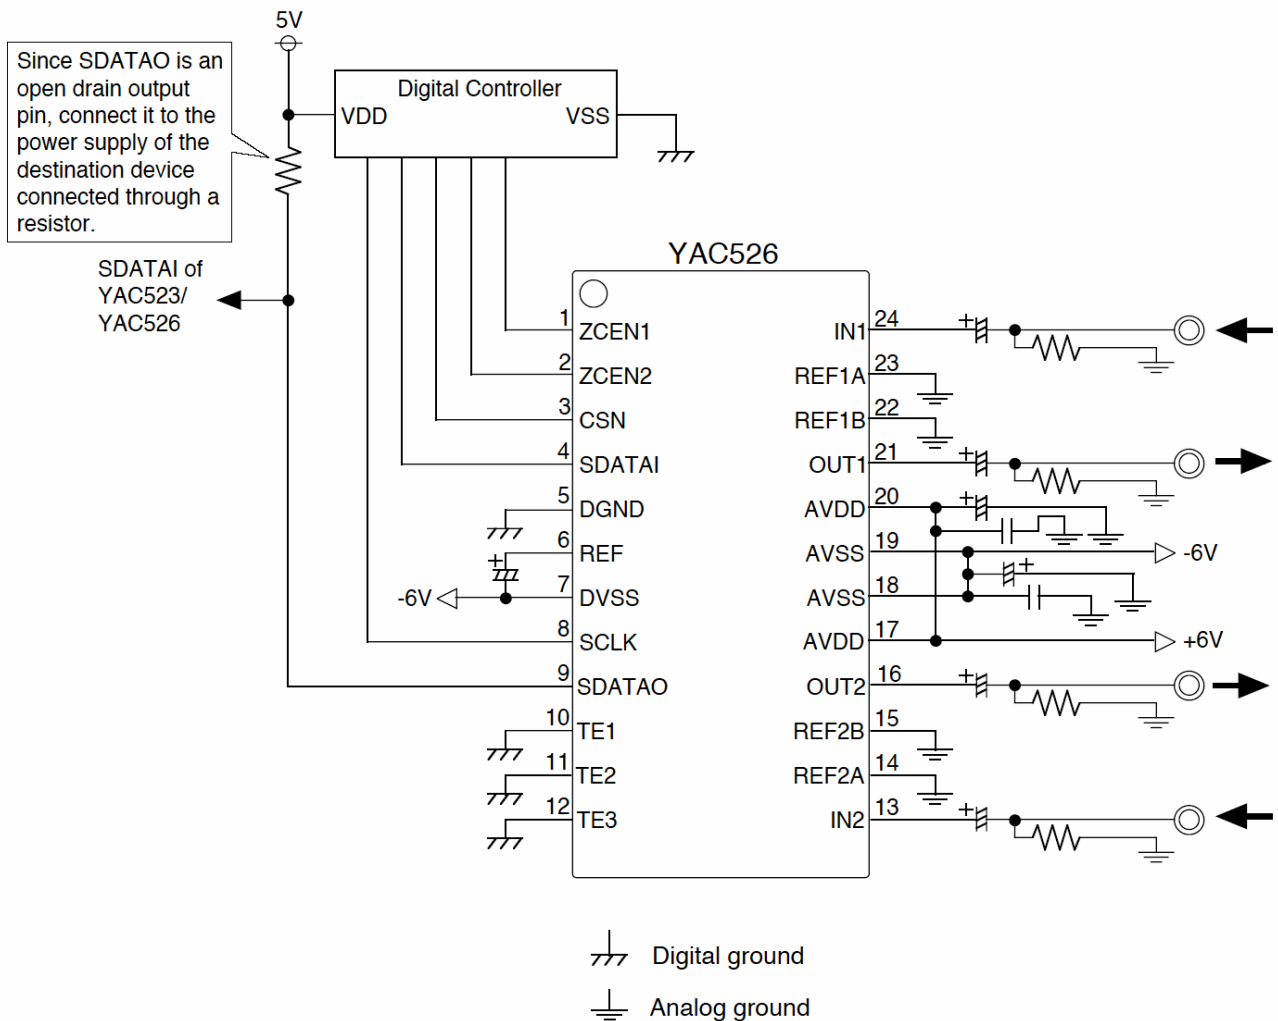 5V
Since SDATAO is an
open drain output
pin, connect it to the
power supply of the
destination device
connected through a
resistor.
Digital Controller
VDD
VSS
SDATAI of
YAC523/
YAC526
YAC526
1 ZCEN1
2 ZCEN2
3 CSN
4 SDATAI
5 DGND
6 REF
+
-6V
7 DVSS
8 SCLK
9 SDATAO
10 TE1
11 TE2
12 TE3
IN1 24 +
REF1A 23
REF1B 22
OUT1 21 +
AVDD 20 +
AVSS 19 -6V
+
AVSS 18
AVDD 17 +6V
OUT2 16 +
REF2B 15
REF2A 14
IN2 13 +
Digital ground
Analog ground